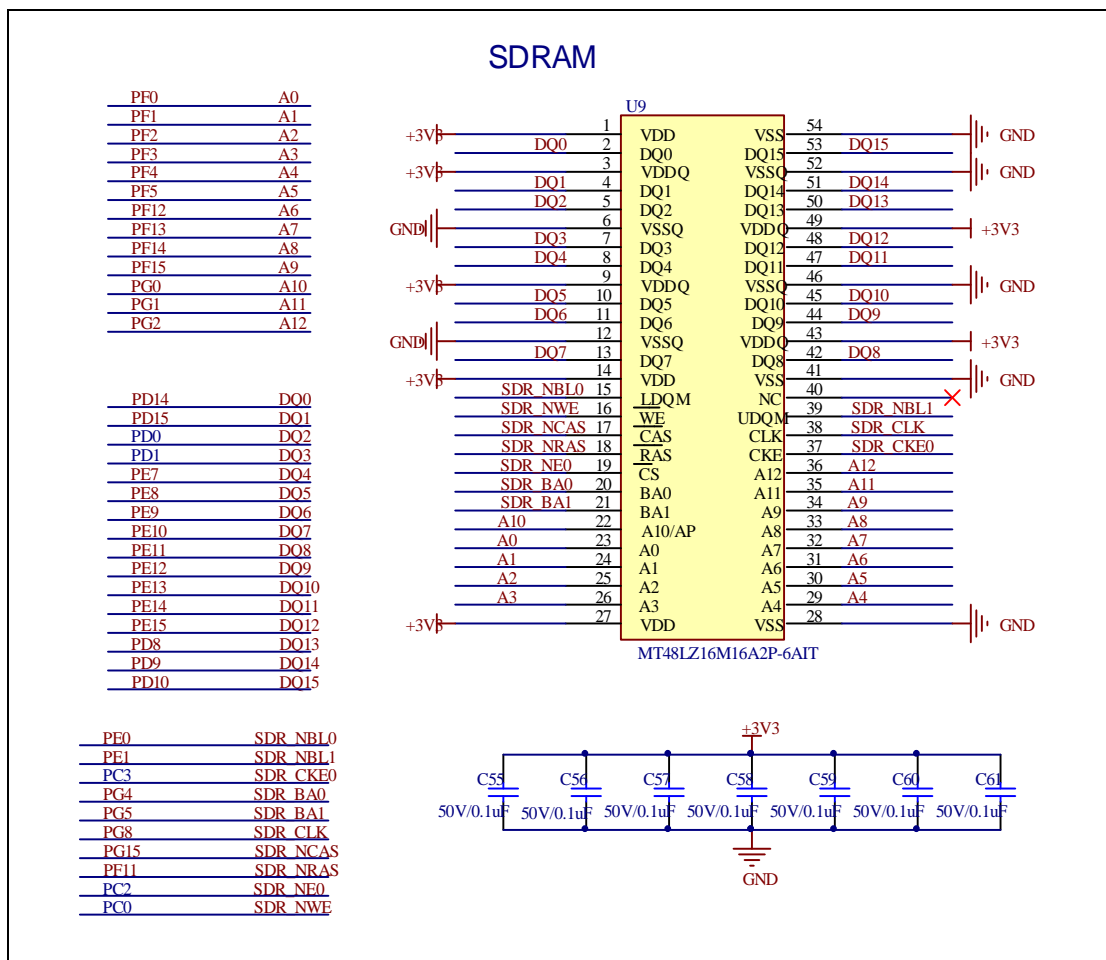 SDRAM
PF0 A0
PF1 A1
PF2 A2
PF3 A3
PF4 A4
PF5 A5
PF12 A6
PF13 A7
PF14 A8
PF15 A9
PG0 A10
PG1 A11
PG2 A12
PD14 DQ0
PD15 DQ1
PD0 DQ2
PD1 DQ3
PE7 DQ4
PE8 DQ5
PE9 DQ6
PE10 DQ7
PE11 DQ8
PE12 DQ9
PE13 DQ10
PE14 DQ11
PE15 DQ12
PD8 DQ13
PD9 DQ14
PD10 DQ15
PE0 SDR_NBL0
PE1 SDR_NBL1
PC3 SDR_CKE0
PG4 SDR_BA0
PG5 SDR_BA1
PG8 SDR_CLK
PG15 SDR_NCAS
PF11 SDR_NRAS
PC2 SDR_NE0
PC0 SDR_NWE
U9
+3V3 1 VDD VSS 54 GND
DQ0 2 DQ0 DQ15 53 DQ15
+3V3 3 VDDQ VSSQ 52 GND
DQ1 4 DQ1 DQ14 51 DQ14
DQ2 5 DQ2 DQ13 50 DQ13
GND 6 VSSQ VDDQ 49 +3V3
DQ3 7 DQ3 DQ12 48 DQ12
DQ4 8 DQ4 DQ11 47 DQ11
+3V3 9 VDDQ VSSQ 46 GND
DQ5 10 DQ5 DQ10 45 DQ10
DQ6 11 DQ6 DQ9 44 DQ9
GND 12 VSSQ VDDQ 43 +3V3
DQ7 13 DQ7 DQ8 42 DQ8
+3V3 14 VDD VSS 41 GND
SDR_NBL0 15 LDQM NC 40
SDR_NWE 16 WE UDQM 39 SDR_NBL1
SDR_NCAS 17 CAS CLK 38 SDR_CLK
SDR_NRAS 18 RAS CKE 37 SDR_CKE0
SDR_NE0 19 CS A12 36 A12
SDR_BA0 20 BA0 A11 35 A11
SDR_BA1 21 BA1 A9 34 A9
A10 22 A10/AP A8 33 A8
A0 23 A0 A7 32 A7
A1 24 A1 A6 31 A6
A2 25 A2 A5 30 A5
A3 26 A3 A4 29 A4
+3V3 27 VDD VSS 28 GND
MT48LZ16M16A2P-6AIT
+3V3
C55 C56 C57 C58 C59 C60 C61
50V/0.1uF 50V/0.1uF 50V/0.1uF 50V/0.1uF 50V/0.1uF 50V/0.1uF 50V/0.1uF
GND